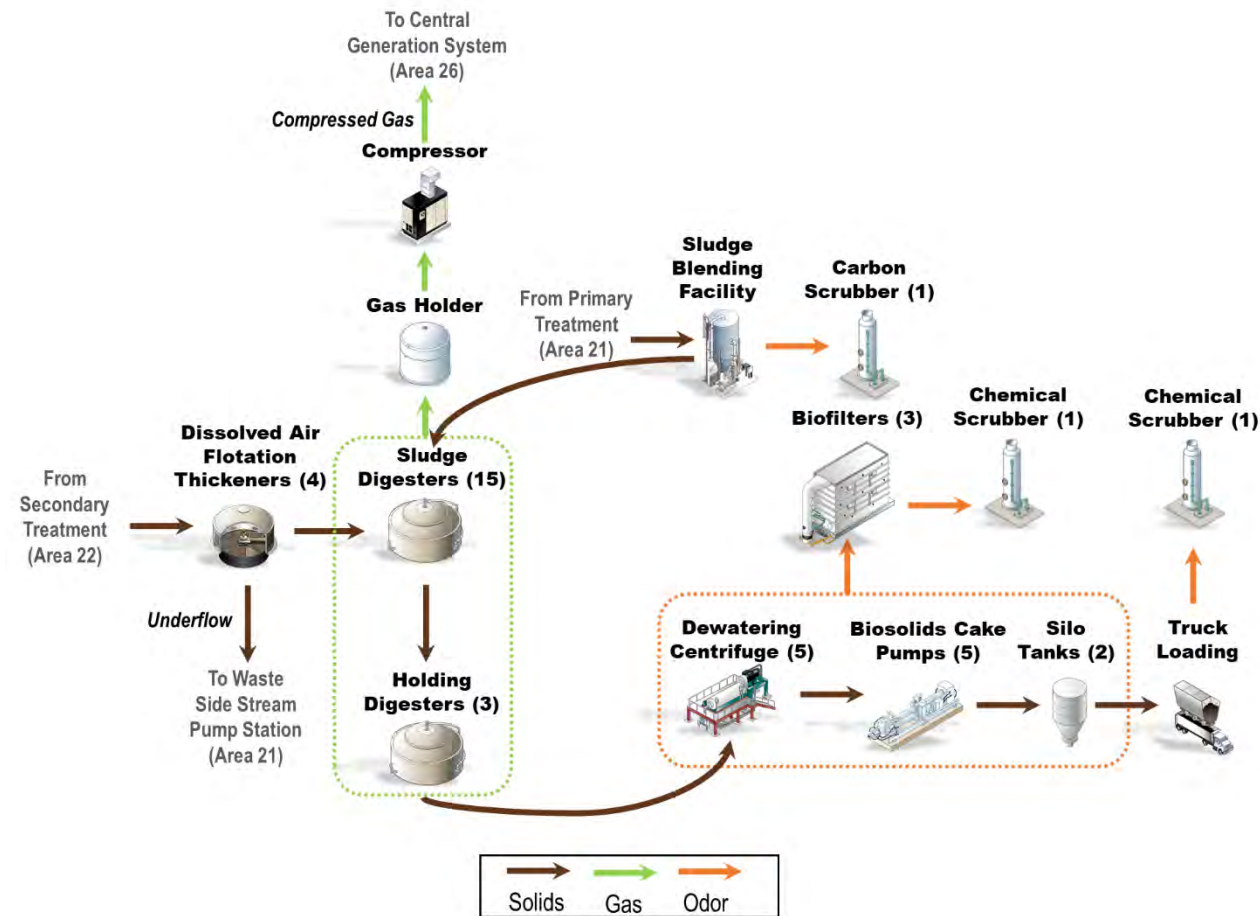 To Central
Generation System
(Area 26)
Compressed Gas
Compressor
Gas Holder
From Primary
Treatment
(Area 21)
Sludge
Blending
Facility
Carbon
Scrubber (1)
Biofilters (3)
Chemical
Scrubber (1)
Chemical
Scrubber (1)
Dissolved Air
Flotation
Thickeners (4)
Sludge
Digesters (15)
From
Secondary
Treatment
(Area 22)
Underflow
To Waste
Side Stream
Pump Station
(Area 21)
Holding
Digesters (3)
Dewatering
Centrifuge (5)
Biosolids Cake
Pumps (5)
Silo
Tanks (2)
Truck
Loading
Solids
Gas
Odor